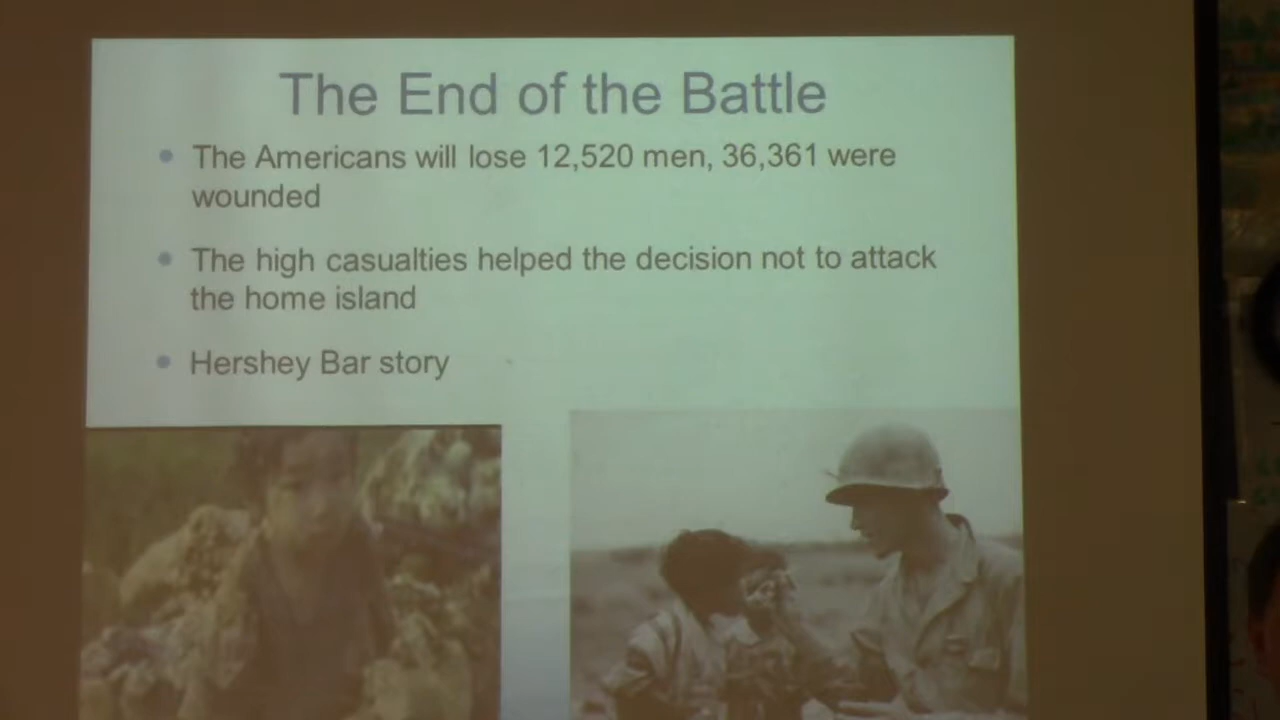 The End of the Battle
The Americans will lose 12,520 men, 36,361 were
wounded
The high casualties helped the decision not to attack
the home island
Hershey Bar story